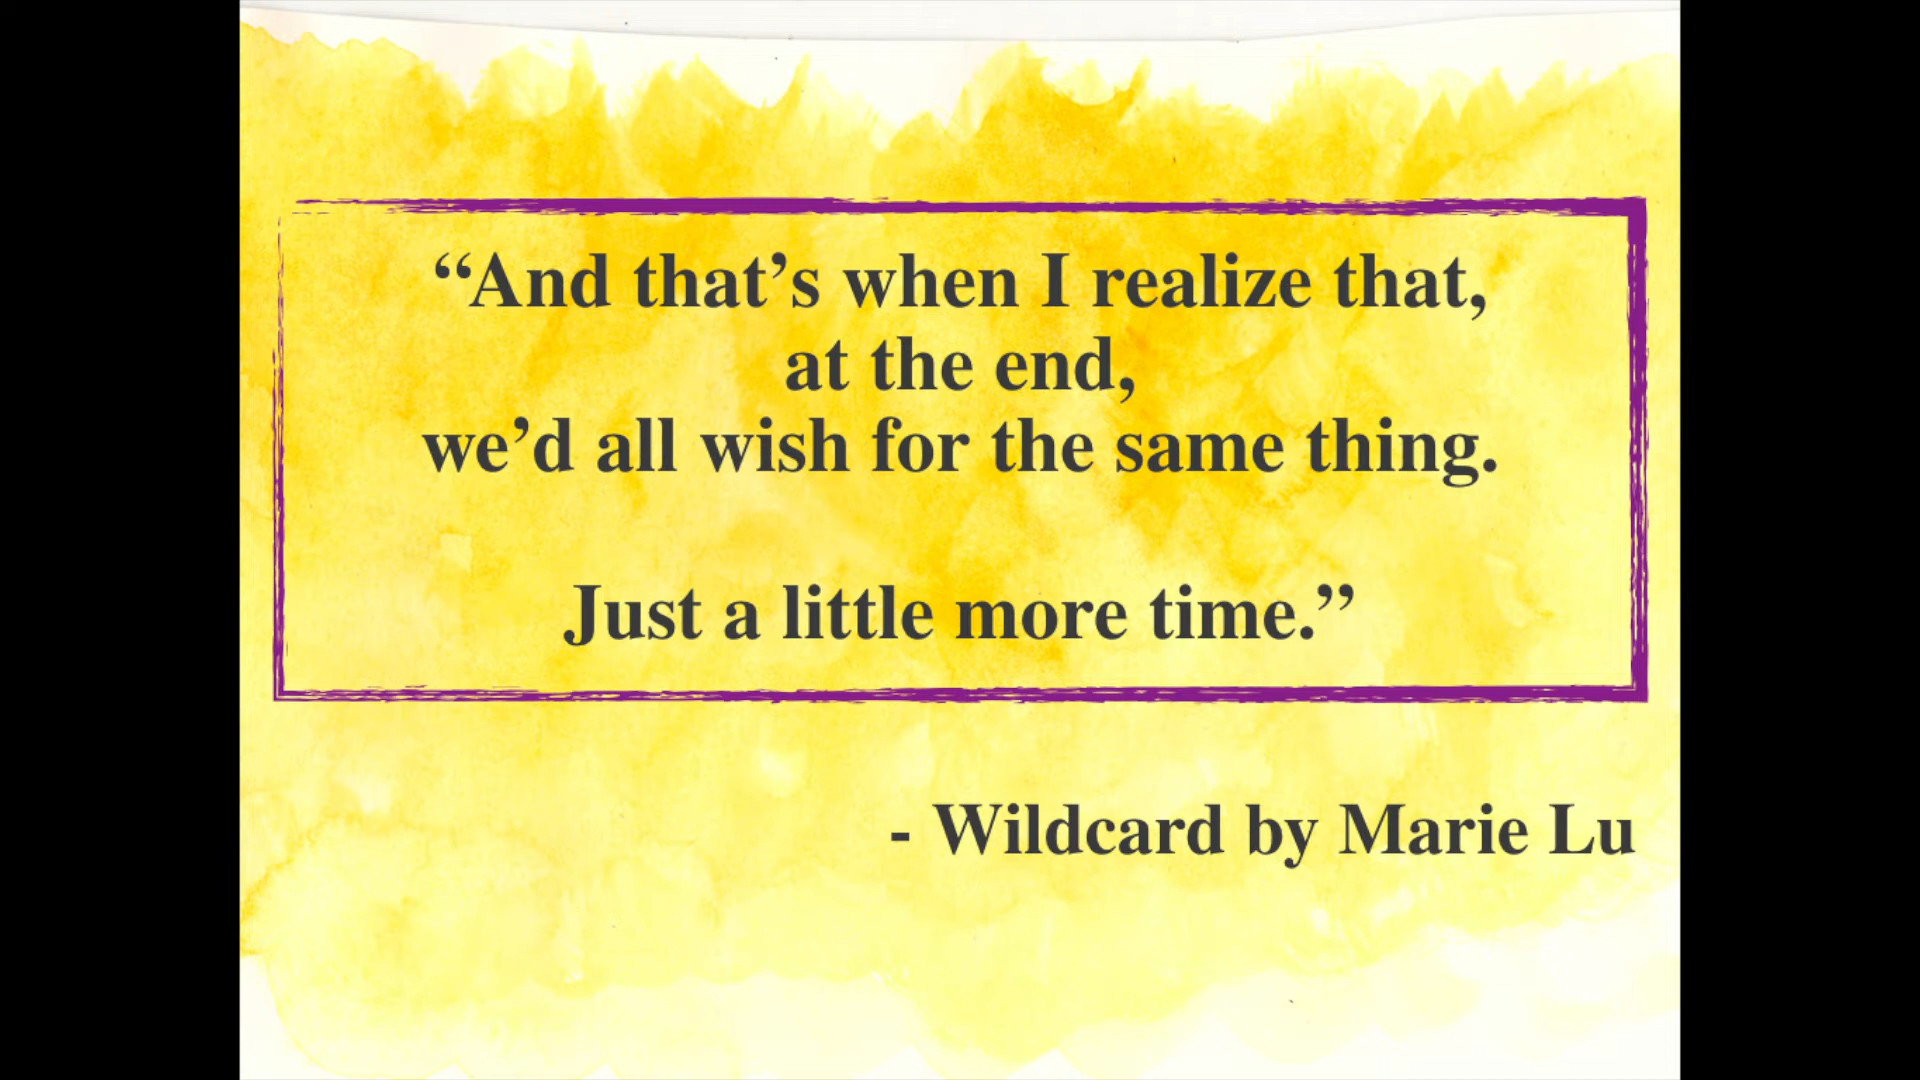 “And that’s when I realize that,
at the end,
we’d all wish for the same thing.
Just a little more time.”
- Wildcard by Marie Lu